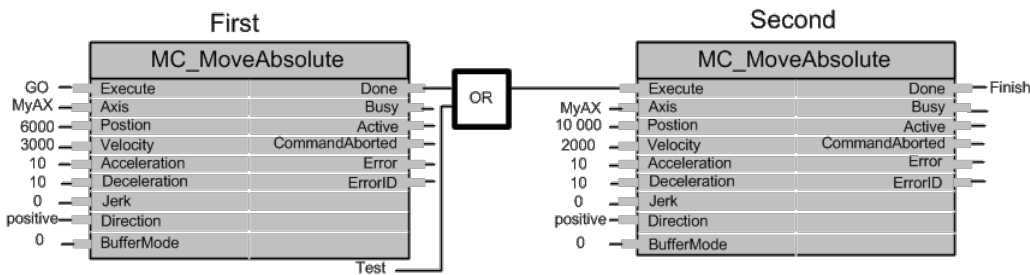 First
Second
MC_MoveAbsolute
MC_MoveAbsolute
GO Execute Done
MyAX Axis Busy
6000 Postion Active
3000 Velocity CommandAborted
10 Acceleration Error
10 Deceleration ErrorID
0 Jerk
positive Direction
0 BufferMode
Test
OR
Execute Done Finish
MyAX Axis Busy
10 000 Postion Active
2000 Velocity CommandAborted
10 Acceleration Error
10 Deceleration ErrorID
0 Jerk
positive Direction
0 BufferMode